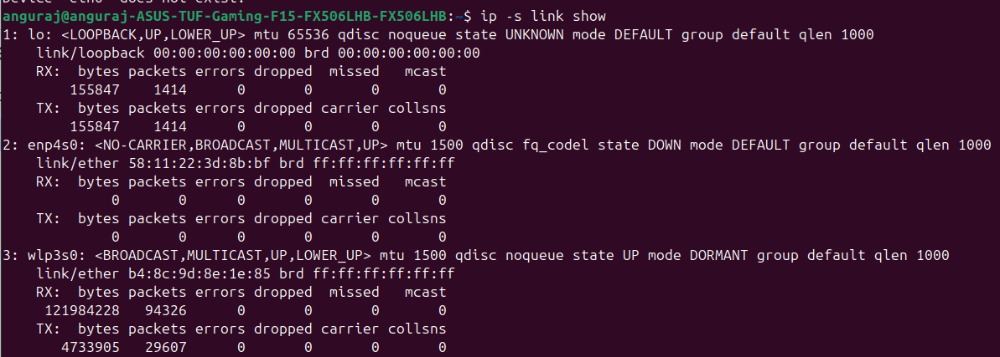 anguraj@anguraj-ASUS-TUF-Gaming-F15-FX506LHB-FX506LHB:~$ ip -s link show
1: lo: <LOOPBACK,UP,LOWER_UP> mtu 65536 qdisc noqueue state UNKNOWN mode DEFAULT group default qlen 1000
    link/loopback 00:00:00:00:00:00 brd 00:00:00:00:00:00
    RX:  bytes packets errors dropped  missed   mcast
        155847    1414      0       0       0       0
    TX:  bytes packets errors dropped carrier collsns
        155847    1414      0       0       0       0
2: enp4s0: <NO-CARRIER,BROADCAST,MULTICAST,UP> mtu 1500 qdisc fq_codel state DOWN mode DEFAULT group default qlen 1000
    link/ether 58:11:22:3d:8b:bf brd ff:ff:ff:ff:ff:ff
    RX:  bytes packets errors dropped  missed   mcast
             0       0      0       0       0       0
    TX:  bytes packets errors dropped carrier collsns
             0       0      0       0       0       0
3: wlp3s0: <BROADCAST,MULTICAST,UP,LOWER_UP> mtu 1500 qdisc noqueue state UP mode DORMANT group default qlen 1000
    link/ether b4:8c:9d:8e:1e:85 brd ff:ff:ff:ff:ff:ff
    RX:  bytes packets errors dropped  missed   mcast
     121984228   94326      0       0       0       0
    TX:  bytes packets errors dropped carrier collsns
       4733905   29607      0       0       0       0